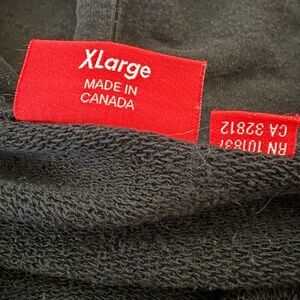 XLarge
MADE IN
CANADA
RN 101837
CA 32812